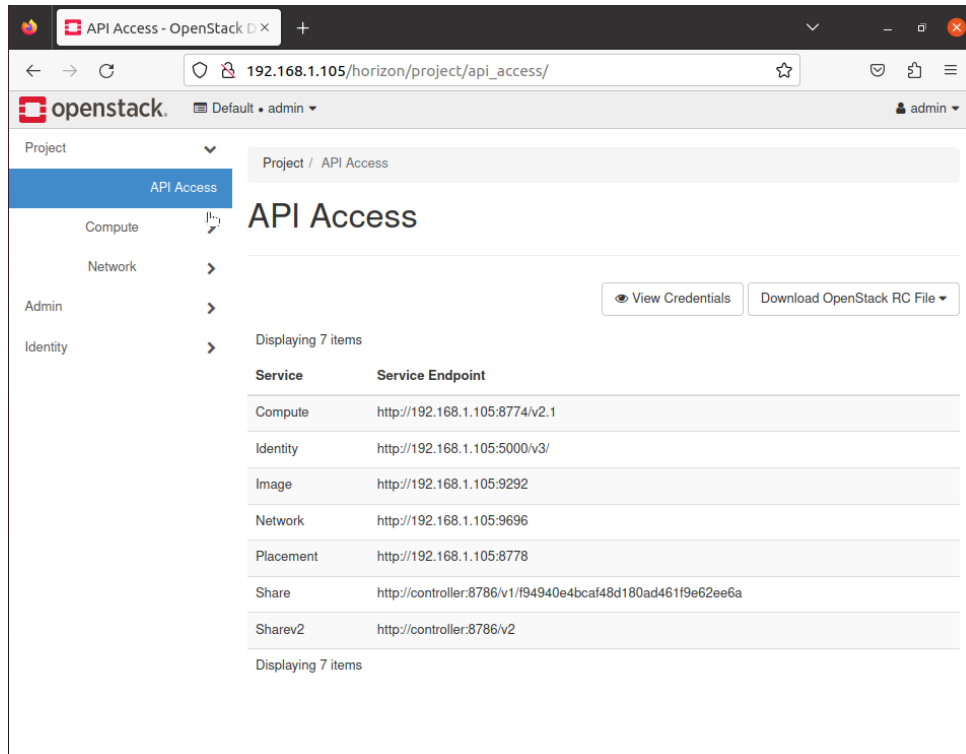 API Access - OpenStack D
192.168.1.105/horizon/project/api_access/
openstack.
Default • admin
admin
Project
API Access
Compute
Network
Admin
Identity
Project / API Access
API Access
View Credentials
Download OpenStack RC File
Displaying 7 items
Service Service Endpoint
Compute http://192.168.1.105:8774/v2.1
Identity http://192.168.1.105:5000/v3/
Image http://192.168.1.105:9292
Network http://192.168.1.105:9696
Placement http://192.168.1.105:8778
Share http://controller:8786/v1/f94940e4bcaf48d180ad461f9e62ee6a
Sharev2 http://controller:8786/v2
Displaying 7 items